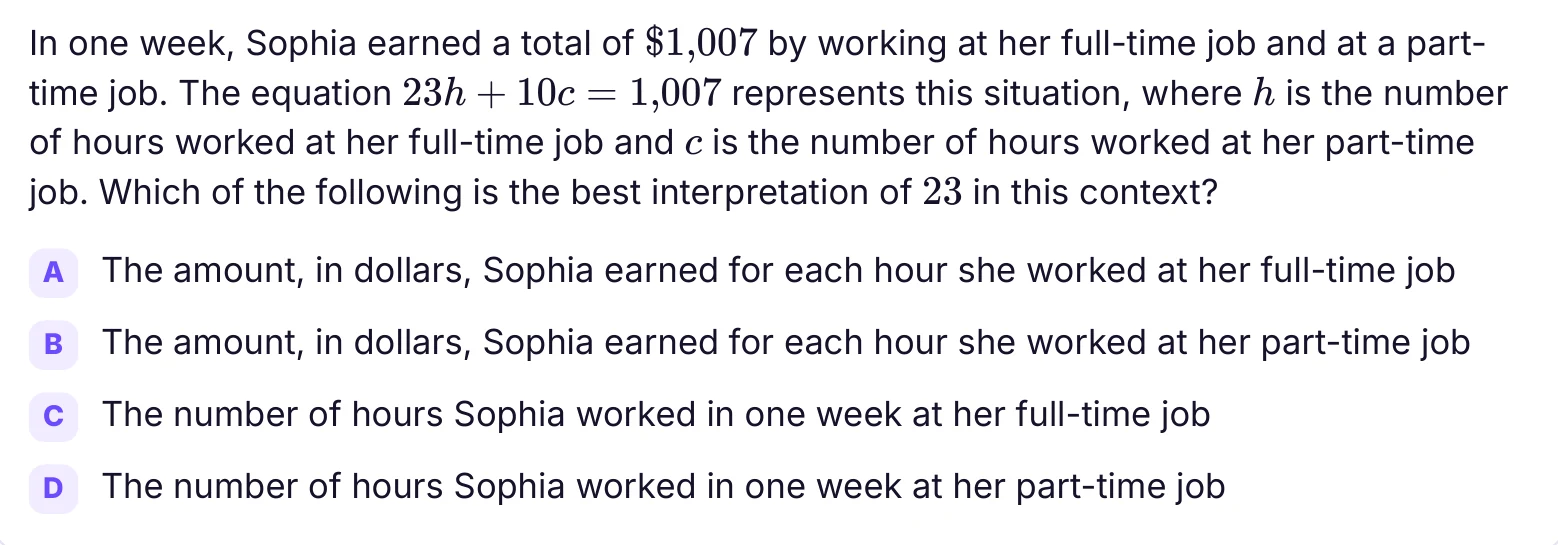 In one week, Sophia earned a total of $1,007 by working at her full-time job and at a part-
time job. The equation 23h + 10c = 1,007 represents this situation, where h is the number
of hours worked at her full-time job and c is the number of hours worked at her part-time
job. Which of the following is the best interpretation of 23 in this context?
A The amount, in dollars, Sophia earned for each hour she worked at her full-time job
B The amount, in dollars, Sophia earned for each hour she worked at her part-time job
C The number of hours Sophia worked in one week at her full-time job
D The number of hours Sophia worked in one week at her part-time job